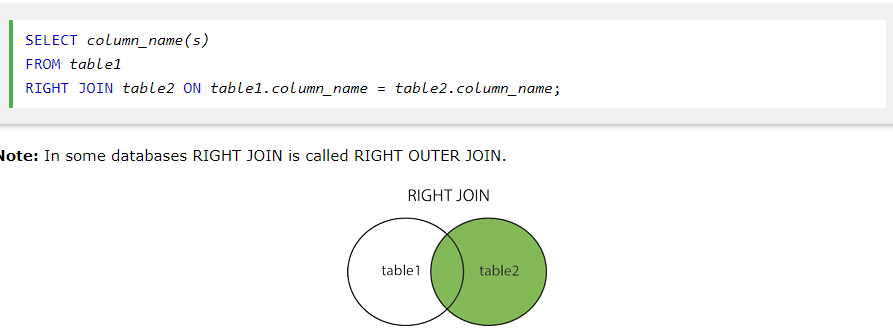 SELECT column_name(s)
FROM table1
RIGHT JOIN table2 ON table1.column_name = table2.column_name;
Note: In some databases RIGHT JOIN is called RIGHT OUTER JOIN.
RIGHT JOIN
table1 table2